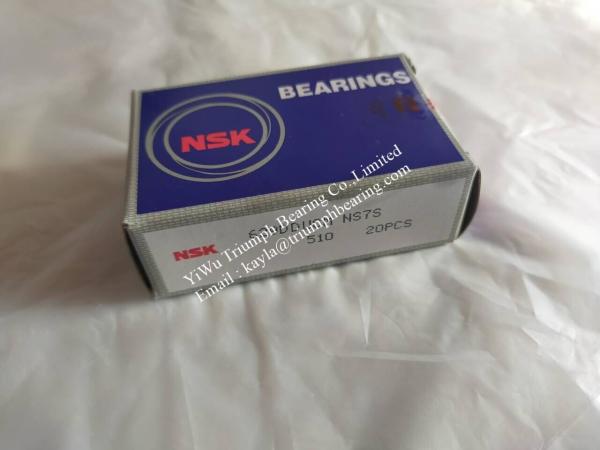 BEARINGS
NSK
NSK NS7S
510 20PCS
YiWu Triumph Bearing Co.,Limited
Email : kayla@triumphbearing.com